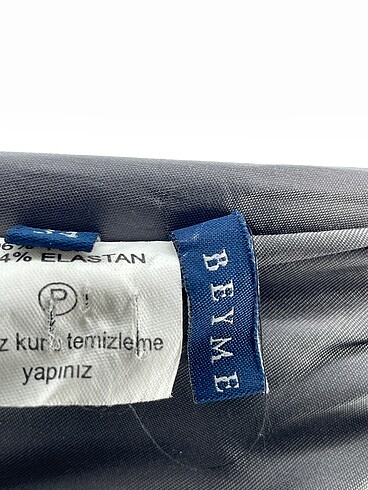 4% ELASTAN
P
kuru temizleme
yapınız
BEYME